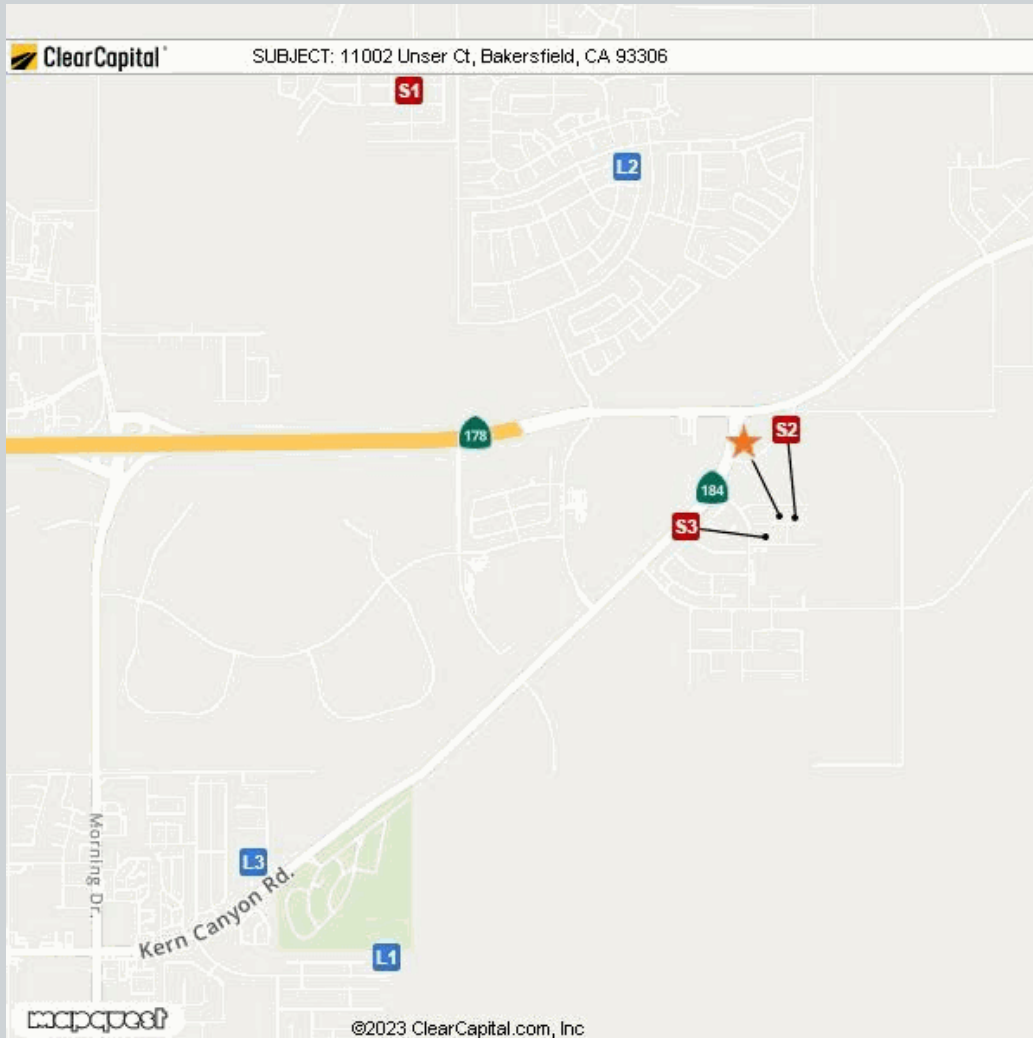 ClearCapital SUBJECT: 11002 Unser Ct, Bakersfield, CA 93306
S1
L2
178
S2
184
S3
Morning Dr.
L3
Kern Canyon Rd.
L1
mapquest
©2023 ClearCapital.com, Inc